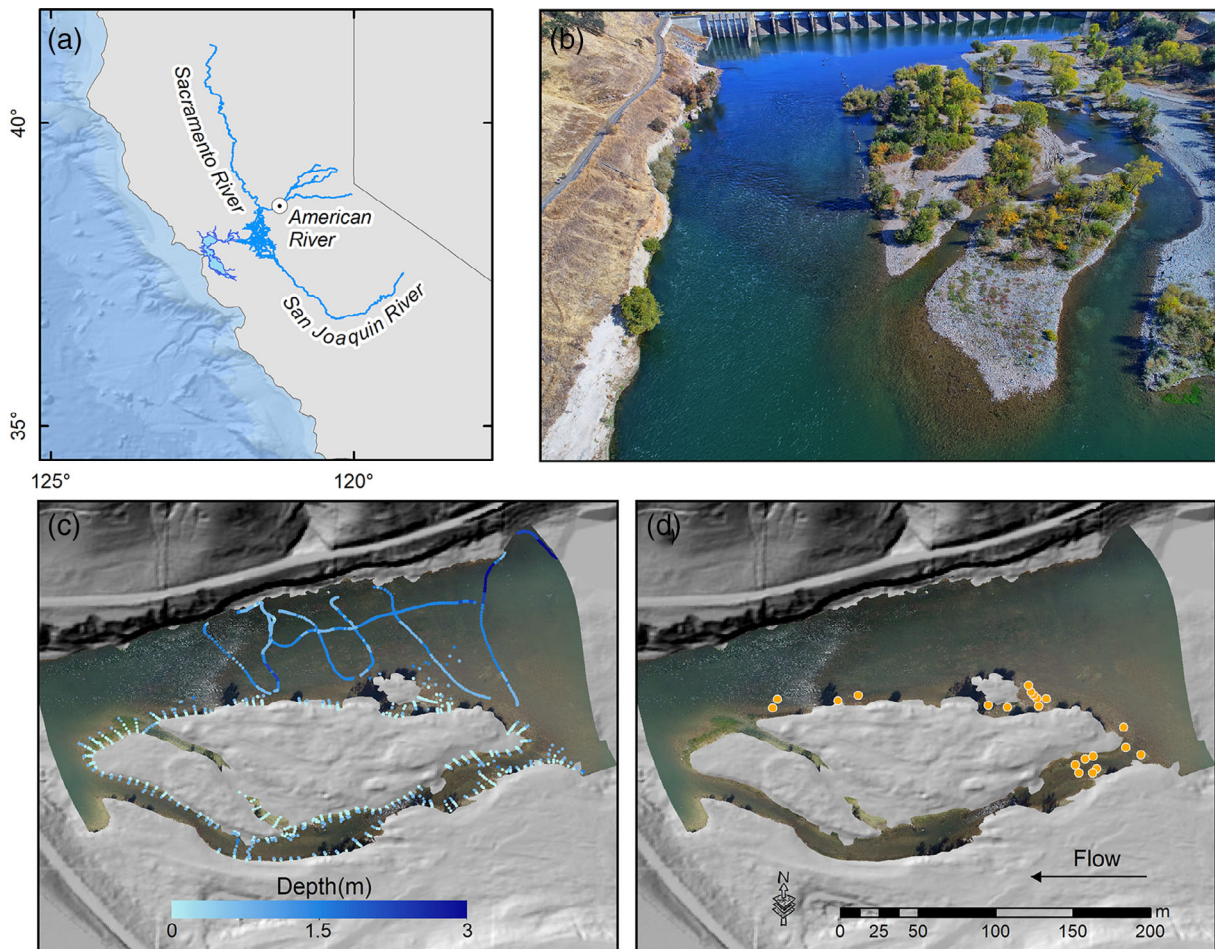 (a)
40°
35°
125°
120°
Sacramento River
American
River
San Joaquin River
(b)
(c)
Depth(m)
0
1.5
3
(d)
Flow
N
0 25 50
100
150
200
m